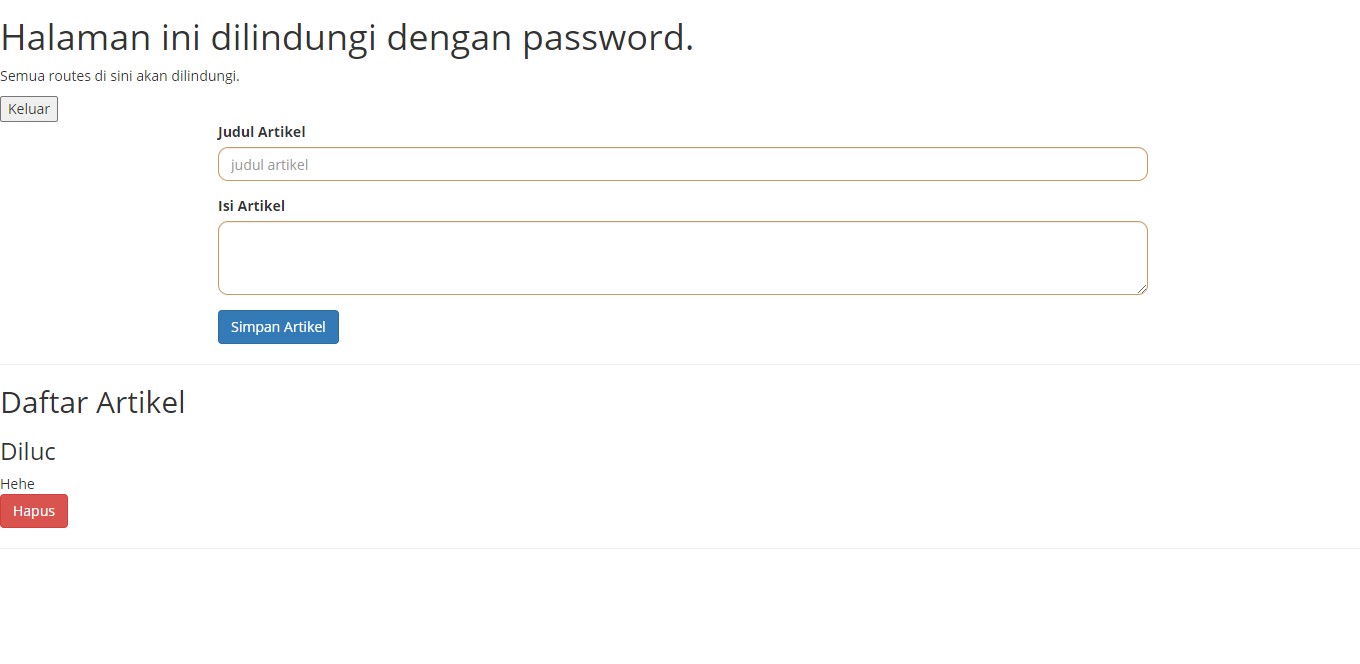 Halaman ini dilindungi dengan password.
Semua routes di sini akan dilindungi.
Keluar
Judul Artikel
judul artikel
Isi Artikel
Simpan Artikel
Daftar Artikel
Diluc
Hehe
Hapus